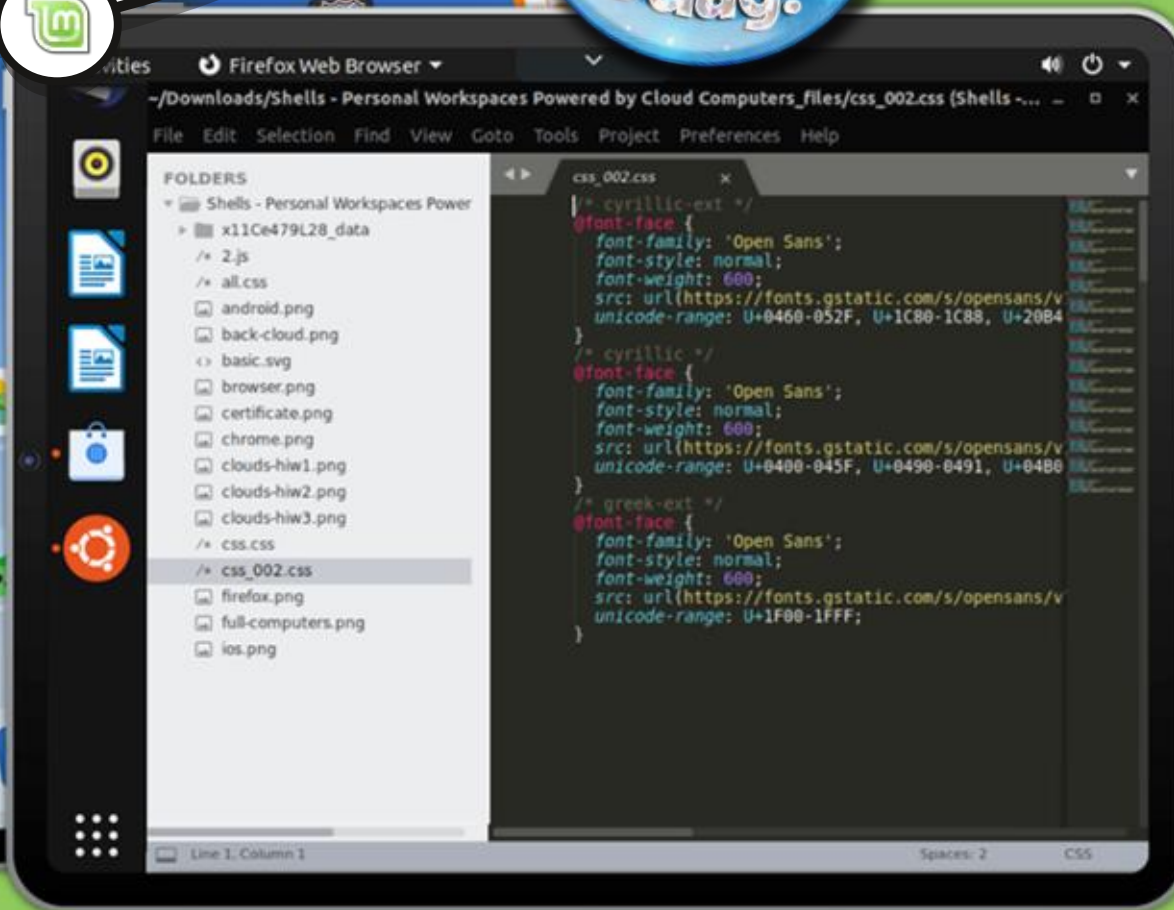 day!
vities Firefox Web Browser
~/Downloads/Shells - Personal Workspaces Powered by Cloud Computers_files/css_002.css (Shells -...
File Edit Selection Find View Goto Tools Project Preferences Help
FOLDERS
Shells - Personal Workspaces Power
x11Ce479L28_data
/* 2.js
/* all.css
android.png
back-cloud.png
<> basic.svg
browser.png
certificate.png
chrome.png
clouds-hiw1.png
clouds-hiw2.png
clouds-hiw3.png
/* css.css
/* css_002.css
firefox.png
full-computers.png
ios.png
css_002.css
/* cyrillic-ext */
@font-face {
font-family: 'Open Sans';
font-style: normal;
font-weight: 600;
src: url(https://fonts.gstatic.com/s/opensans/v
unicode-range: U+0460-052F, U+1C80-1C88, U+20B4
}
/* cyrillic */
@font-face {
font-family: 'Open Sans';
font-style: normal;
font-weight: 600;
src: url(https://fonts.gstatic.com/s/opensans/v
unicode-range: U+0400-045F, U+0490-0491, U+04B0
}
/* greek-ext */
@font-face {
font-family: 'Open Sans';
font-style: normal;
font-weight: 600;
src: url(https://fonts.gstatic.com/s/opensans/v
unicode-range: U+1F00-1FFF;
}
Line 1, Column 1 Spaces: 2 CSS